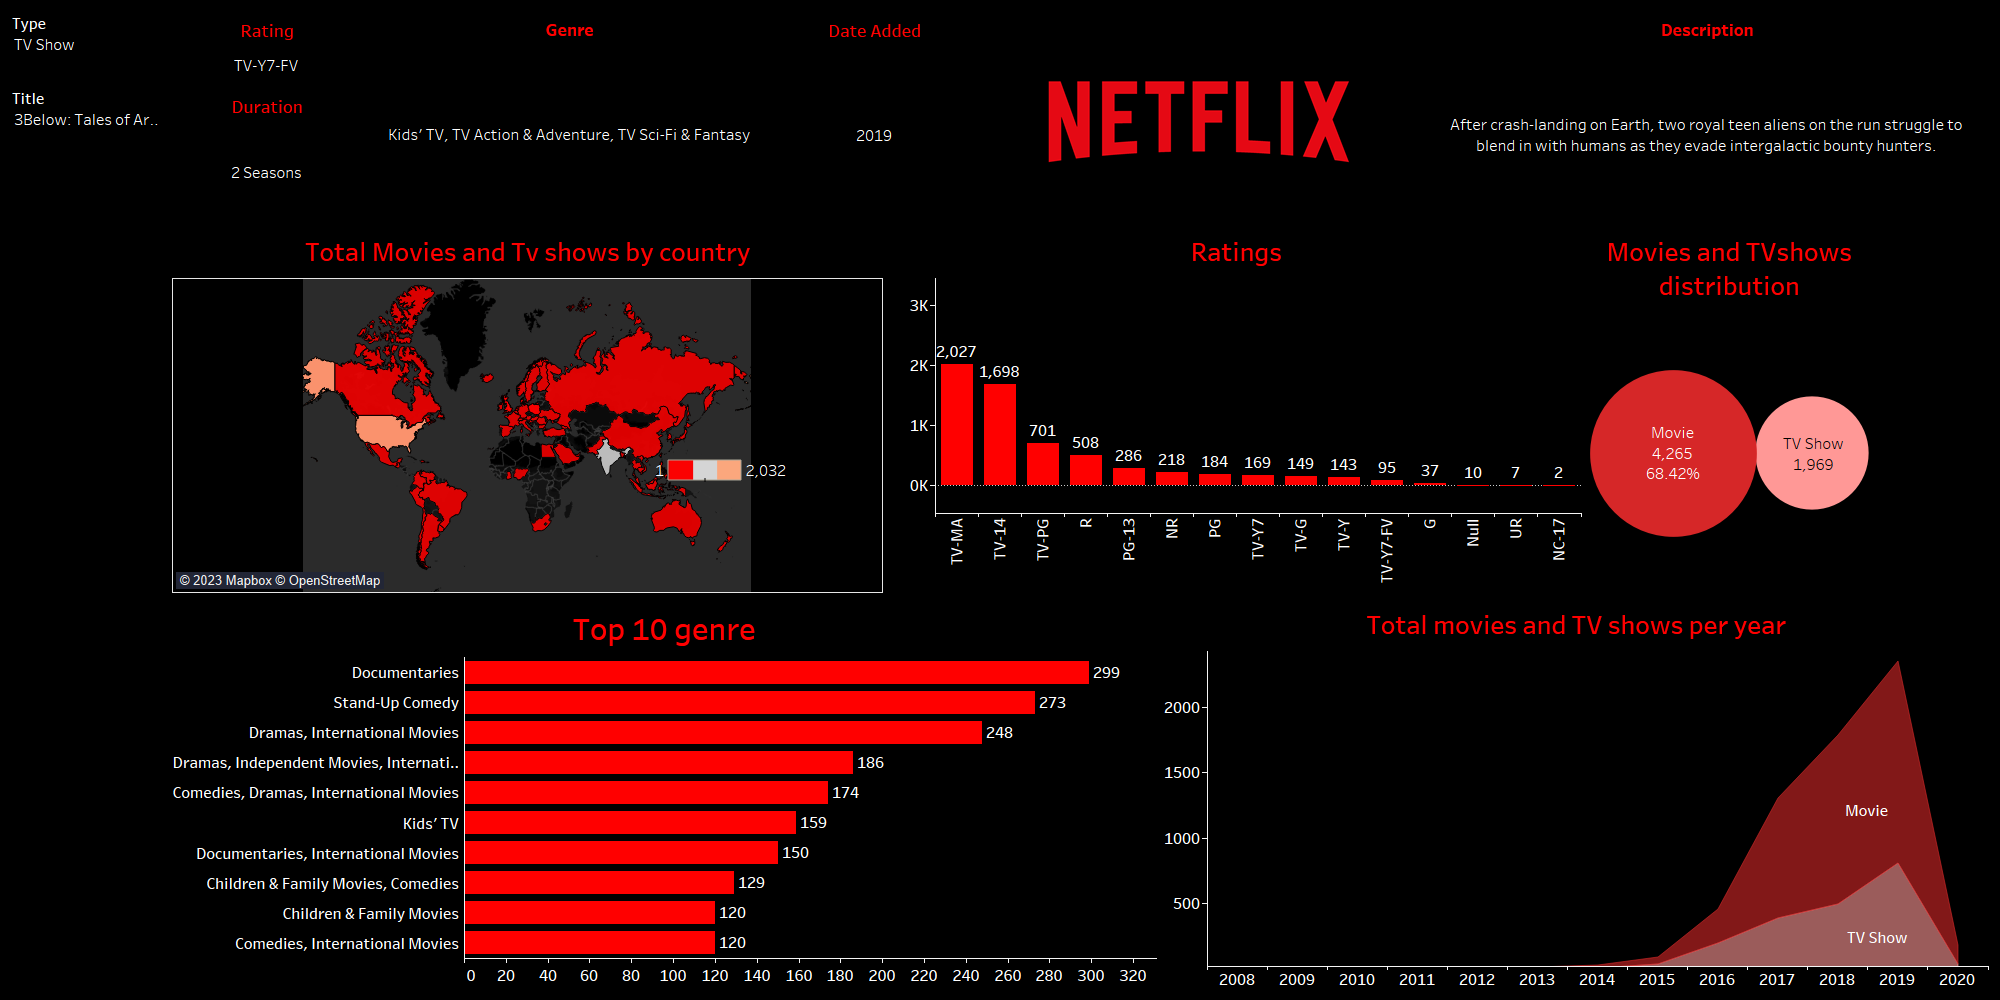 Type
TV Show
Title
3Below: Tales of Ar..
Rating
TV-Y7-FV
Duration
2 Seasons
Genre
Kids’ TV, TV Action & Adventure, TV Sci-Fi & Fantasy
Date Added
2019
NETFLIX
Description
After crash-landing on Earth, two royal teen aliens on the run struggle to
blend in with humans as they evade intergalactic bounty hunters.
Total Movies and Tv shows by country
1
2,032
© 2023 Mapbox © OpenStreetMap
Ratings
3K
2K
1K
0K
2,027
1,698
701
508
286
218
184
169
149
143
95
37
10
7
2
TV-MA
TV-14
TV-PG
R
PG-13
NR
PG
TV-Y7
TV-G
TV-Y
TV-Y7-FV
G
Null
UR
NC-17
Movies and TVshows
distribution
Movie
4,265
68.42%
TV Show
1,969
Top 10 genre
Documentaries 299
Stand-Up Comedy 273
Dramas, International Movies 248
Dramas, Independent Movies, Internati.. 186
Comedies, Dramas, International Movies 174
Kids’ TV 159
Documentaries, International Movies 150
Children & Family Movies, Comedies 129
Children & Family Movies 120
Comedies, International Movies 120
0 20 40 60 80 100 120 140 160 180 200 220 240 260 280 300 320
Total movies and TV shows per year
2000
1500
1000
500
Movie
TV Show
2008 2009 2010 2011 2012 2013 2014 2015 2016 2017 2018 2019 2020